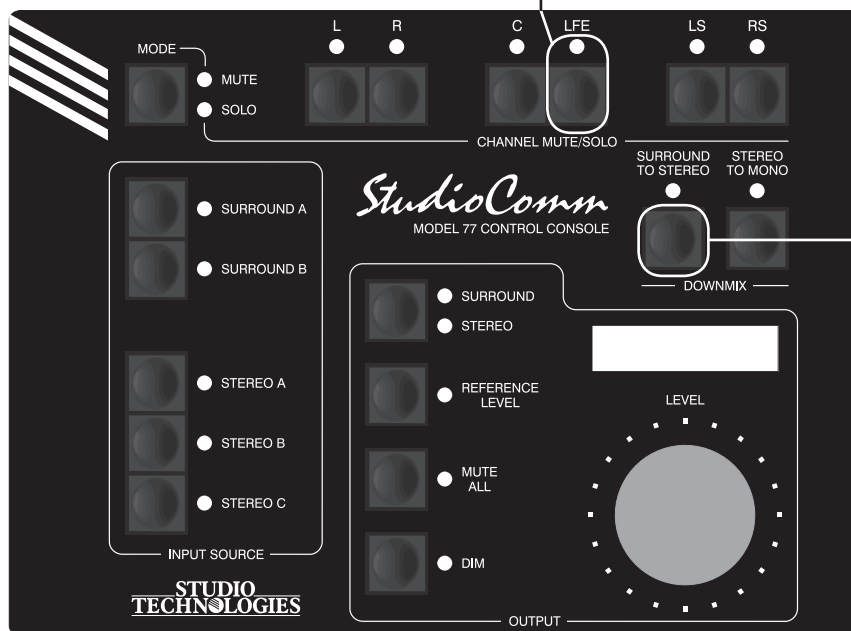 MODE
L
R
C
LFE
LS
RS
MUTE
SOLO
CHANNEL MUTE/SOLO
SURROUND
TO STEREO
STEREO
TO MONO
DOWNMIX
StudioComm
MODEL 77 CONTROL CONSOLE
SURROUND A
SURROUND B
STEREO A
STEREO B
STEREO C
INPUT SOURCE
SURROUND
STEREO
REFERENCE
LEVEL
MUTE
ALL
DIM
LEVEL
OUTPUT
STUDIO
TECHNOLOGIES